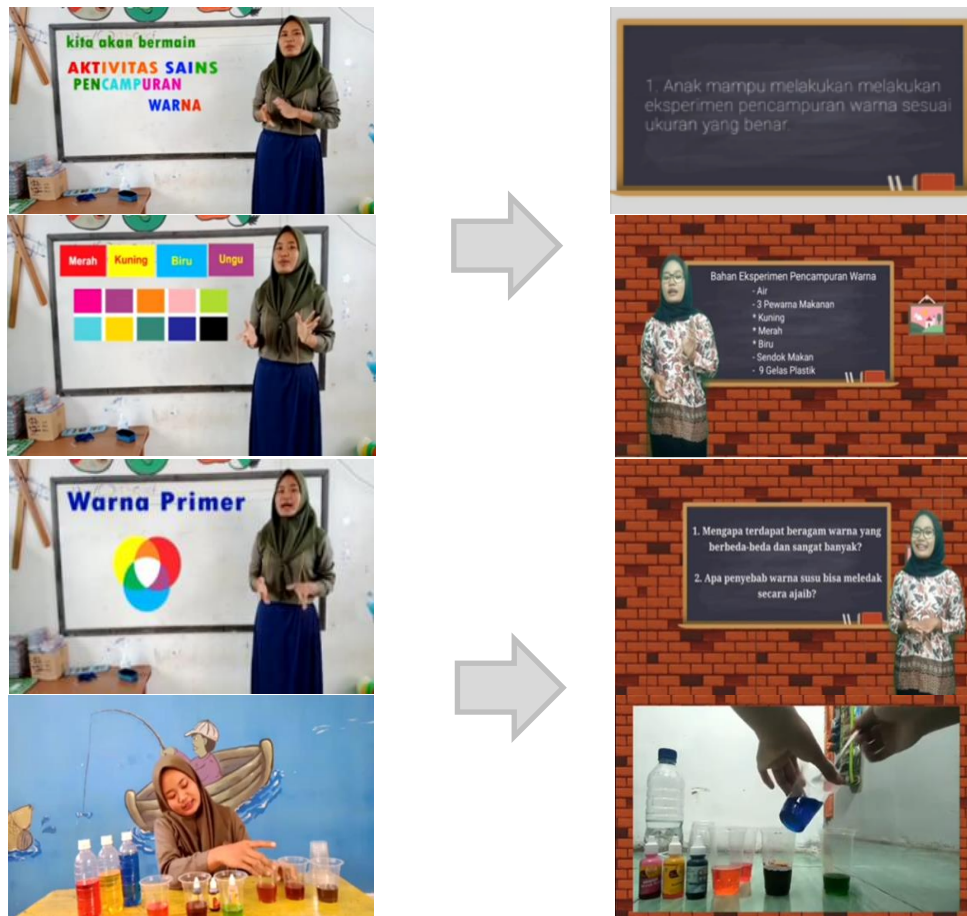 kita akan bermain
AKTIVITAS SAINS
PENCAMPURAN
WARNA
Merah Kuning Biru Ungu
Warna Primer
1. Anak mampu melakukan melakukan
eksperimen pencampuran warna sesuai
ukuran yang benar.
Bahan Eksperimen Pencampuran Warna
- Air
- 3 Pewarna Makanan
* Kuning
* Merah
* Biru
- Sendok Makan
- 9 Gelas Plastik
1. Mengapa terdapat beragam warna yang
berbeda-beda dan sangat banyak?
2. Apa penyebab warna susu bisa meledak
secara ajaib?